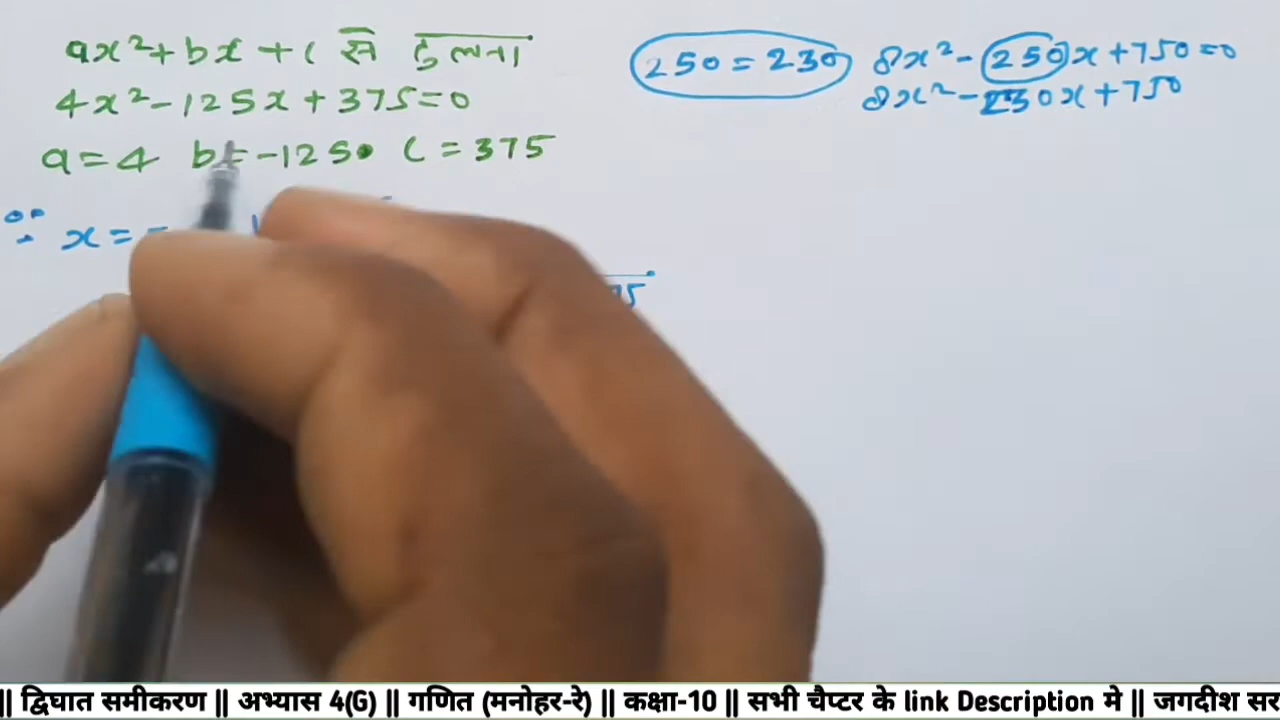 ax²+bx+c से तुलना
4x²-125x+375=0
a=4 b=-125 c=375
∴ x=-
75
250=230
8x²-250x+750=0
8x²-230x+750
|| द्विघात समीकरण || अभ्यास 4(G) || गणित (मनोहर-रे) || कक्षा-10 || सभी चैप्टर के link Description मे || जगदीश सर